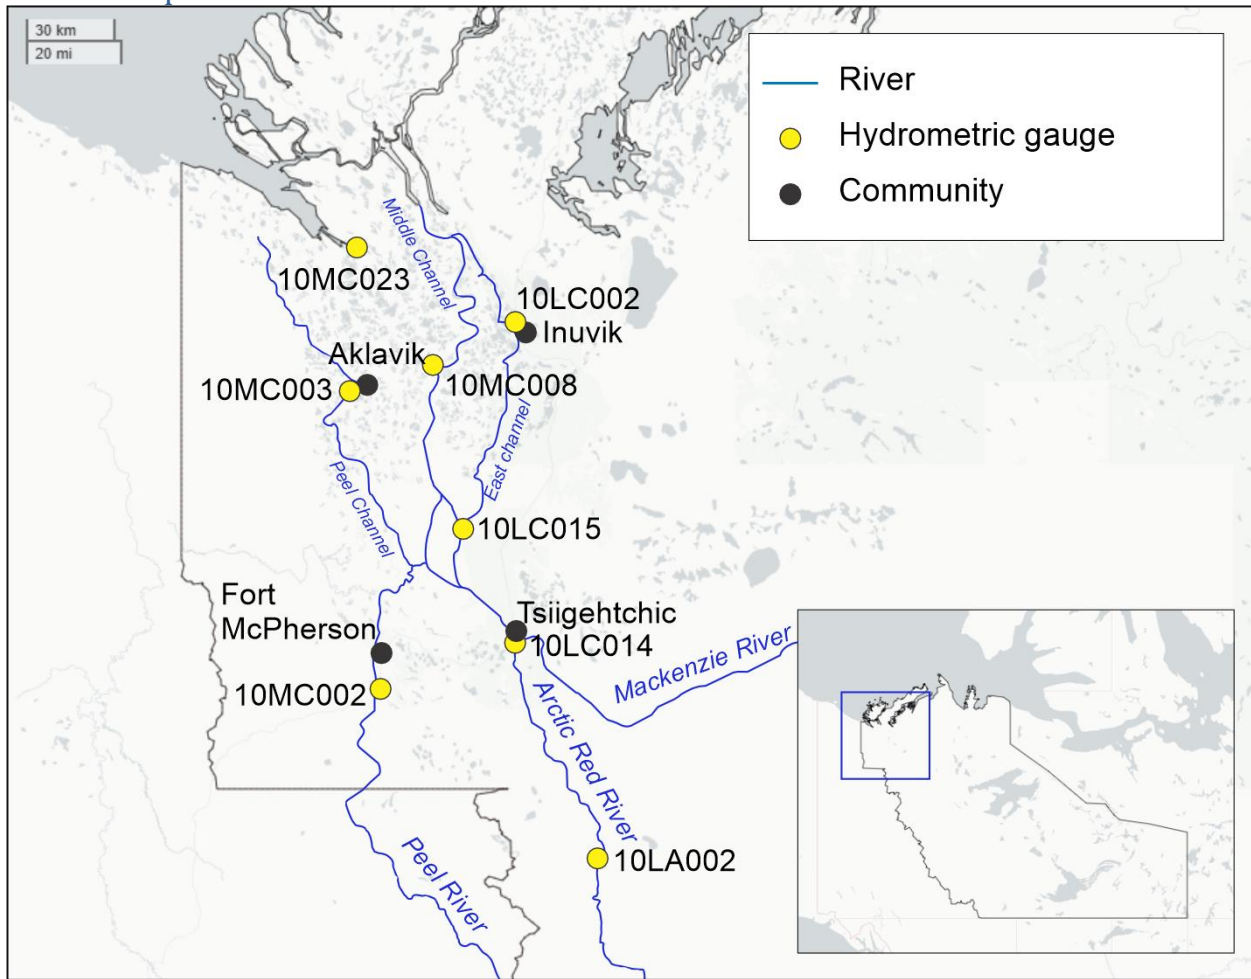 30 km
20 mi
River
Hydrometric gauge
Community
Middle Channel
10MC023
10LC002
Inuvik
Aklavik
10MC003
10MC008
Peel Channel
East channel
10LC015
Fort
McPherson
Tsiigehtchic
10LC014
10MC002
Mackenzie River
Arctic Red River
10LA002
Peel River